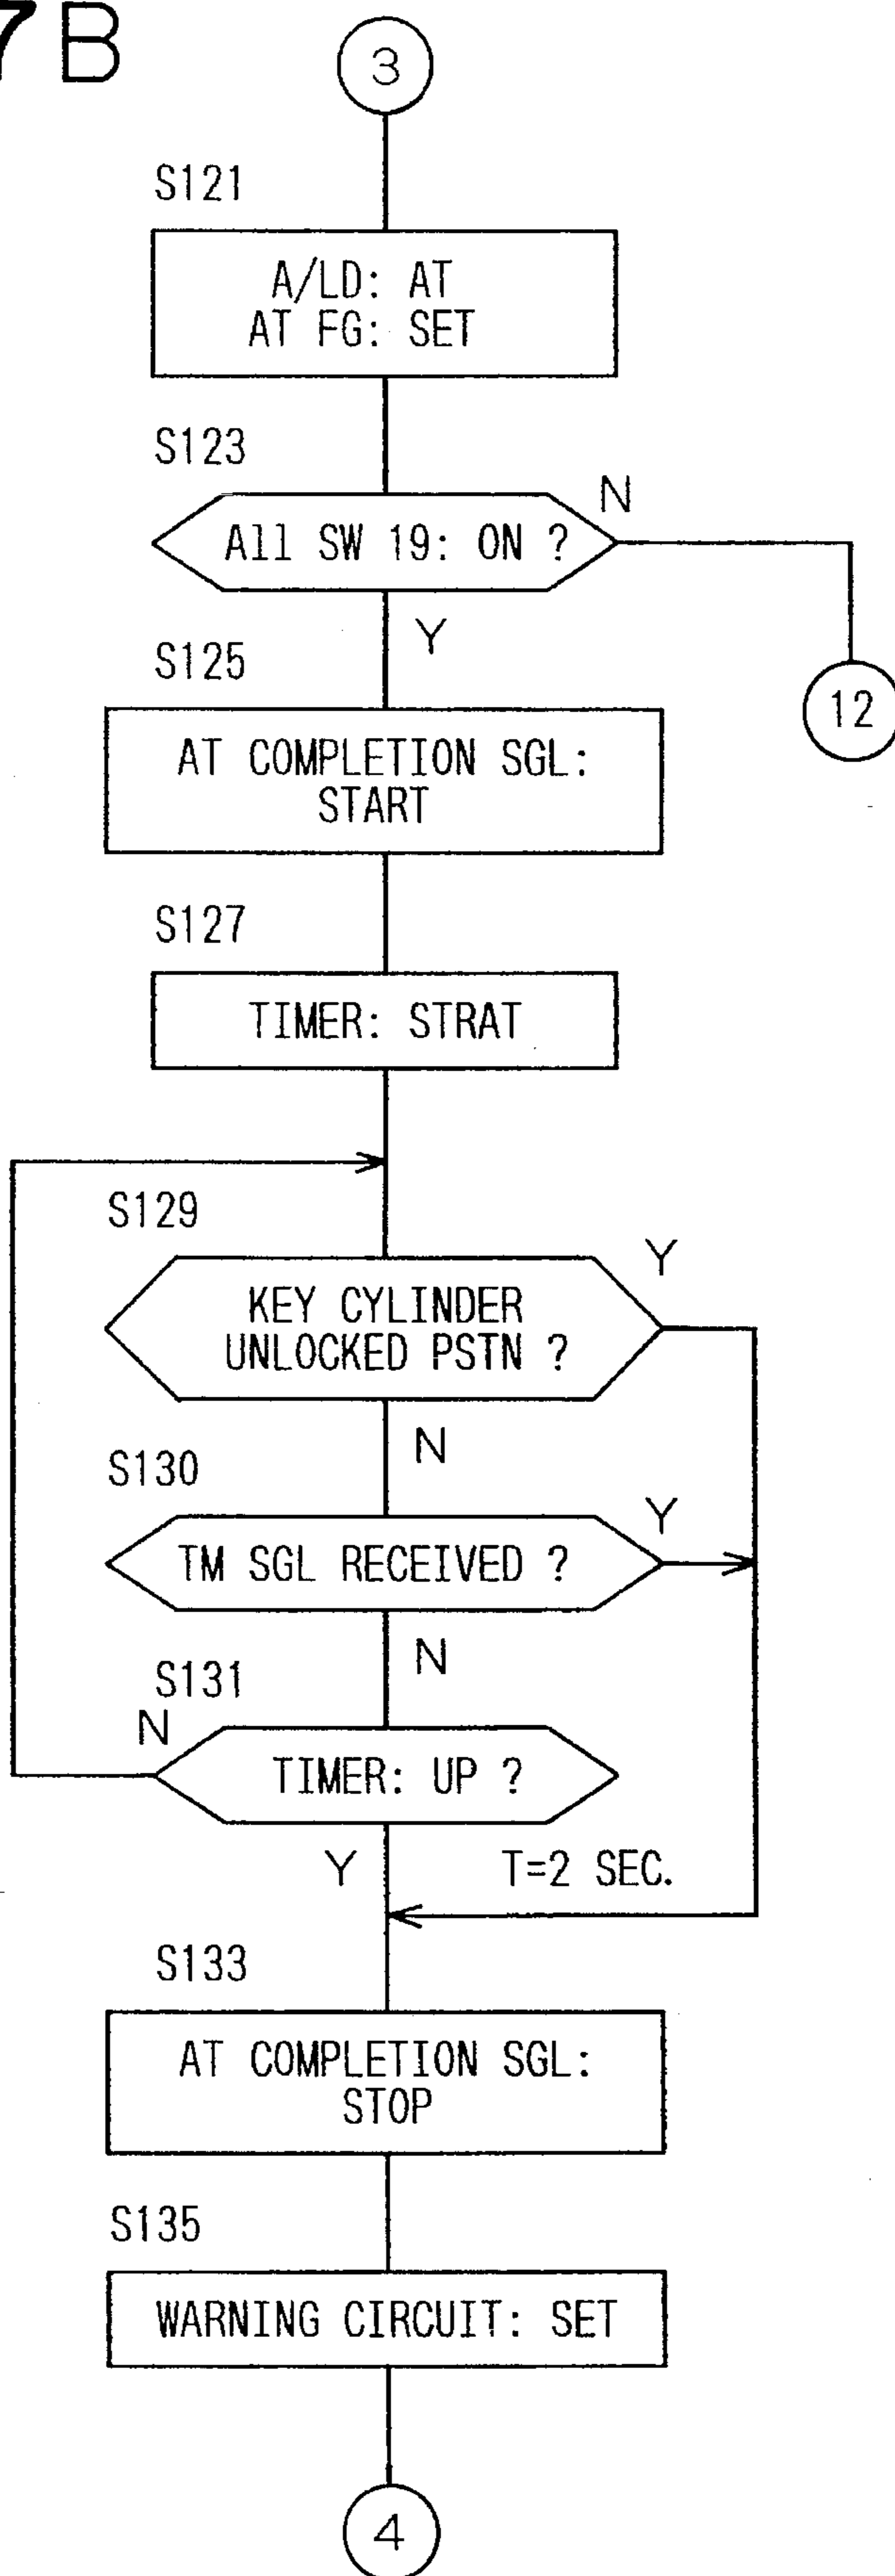 7B
3
S121
A/LD: AT
AT FG: SET
S123
N
All SW 19: ON ?
Y
S125
12
AT COMPLETION SGL:
START
S127
TIMER: STRAT
S129
Y
KEY CYLINDER
UNLOCKED PSTN ?
N
S130
Y
TM SGL RECEIVED ?
N
S131
N
TIMER: UP ?
Y
T=2 SEC.
S133
AT COMPLETION SGL:
STOP
S135
WARNING CIRCUIT: SET
4